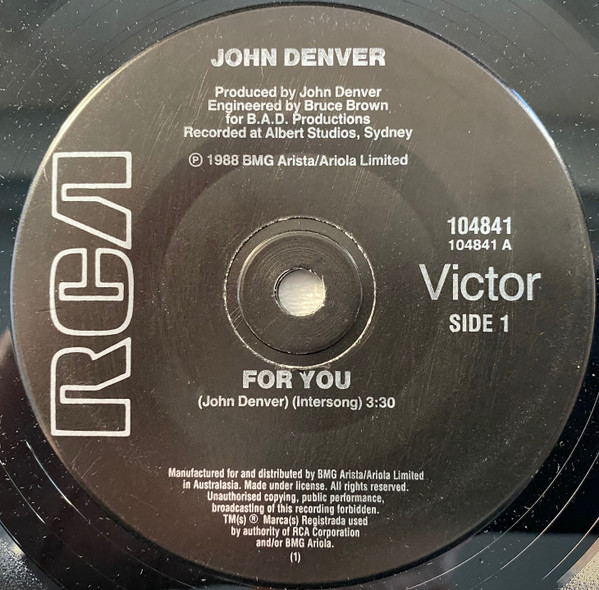 JOHN DENVER
Produced by John Denver
Engineered by Bruce Brown
for B.A.D. Productions
Recorded at Albert Studios, Sydney
℗ 1988 BMG Arista/Ariola Limited
RCA
104841
104841 A
Victor
SIDE 1
FOR YOU
(John Denver) (Intersong) 3:30
Manufactured for and distributed by BMG Arista/Ariola Limited
in Australasia. Made under license. All rights reserved.
Unauthorised copying, public performance,
broadcasting of this recording forbidden.
TM(s) ® Marca(s) Registrada used
by authority of RCA Corporation
and/or BMG Ariola.
(1)